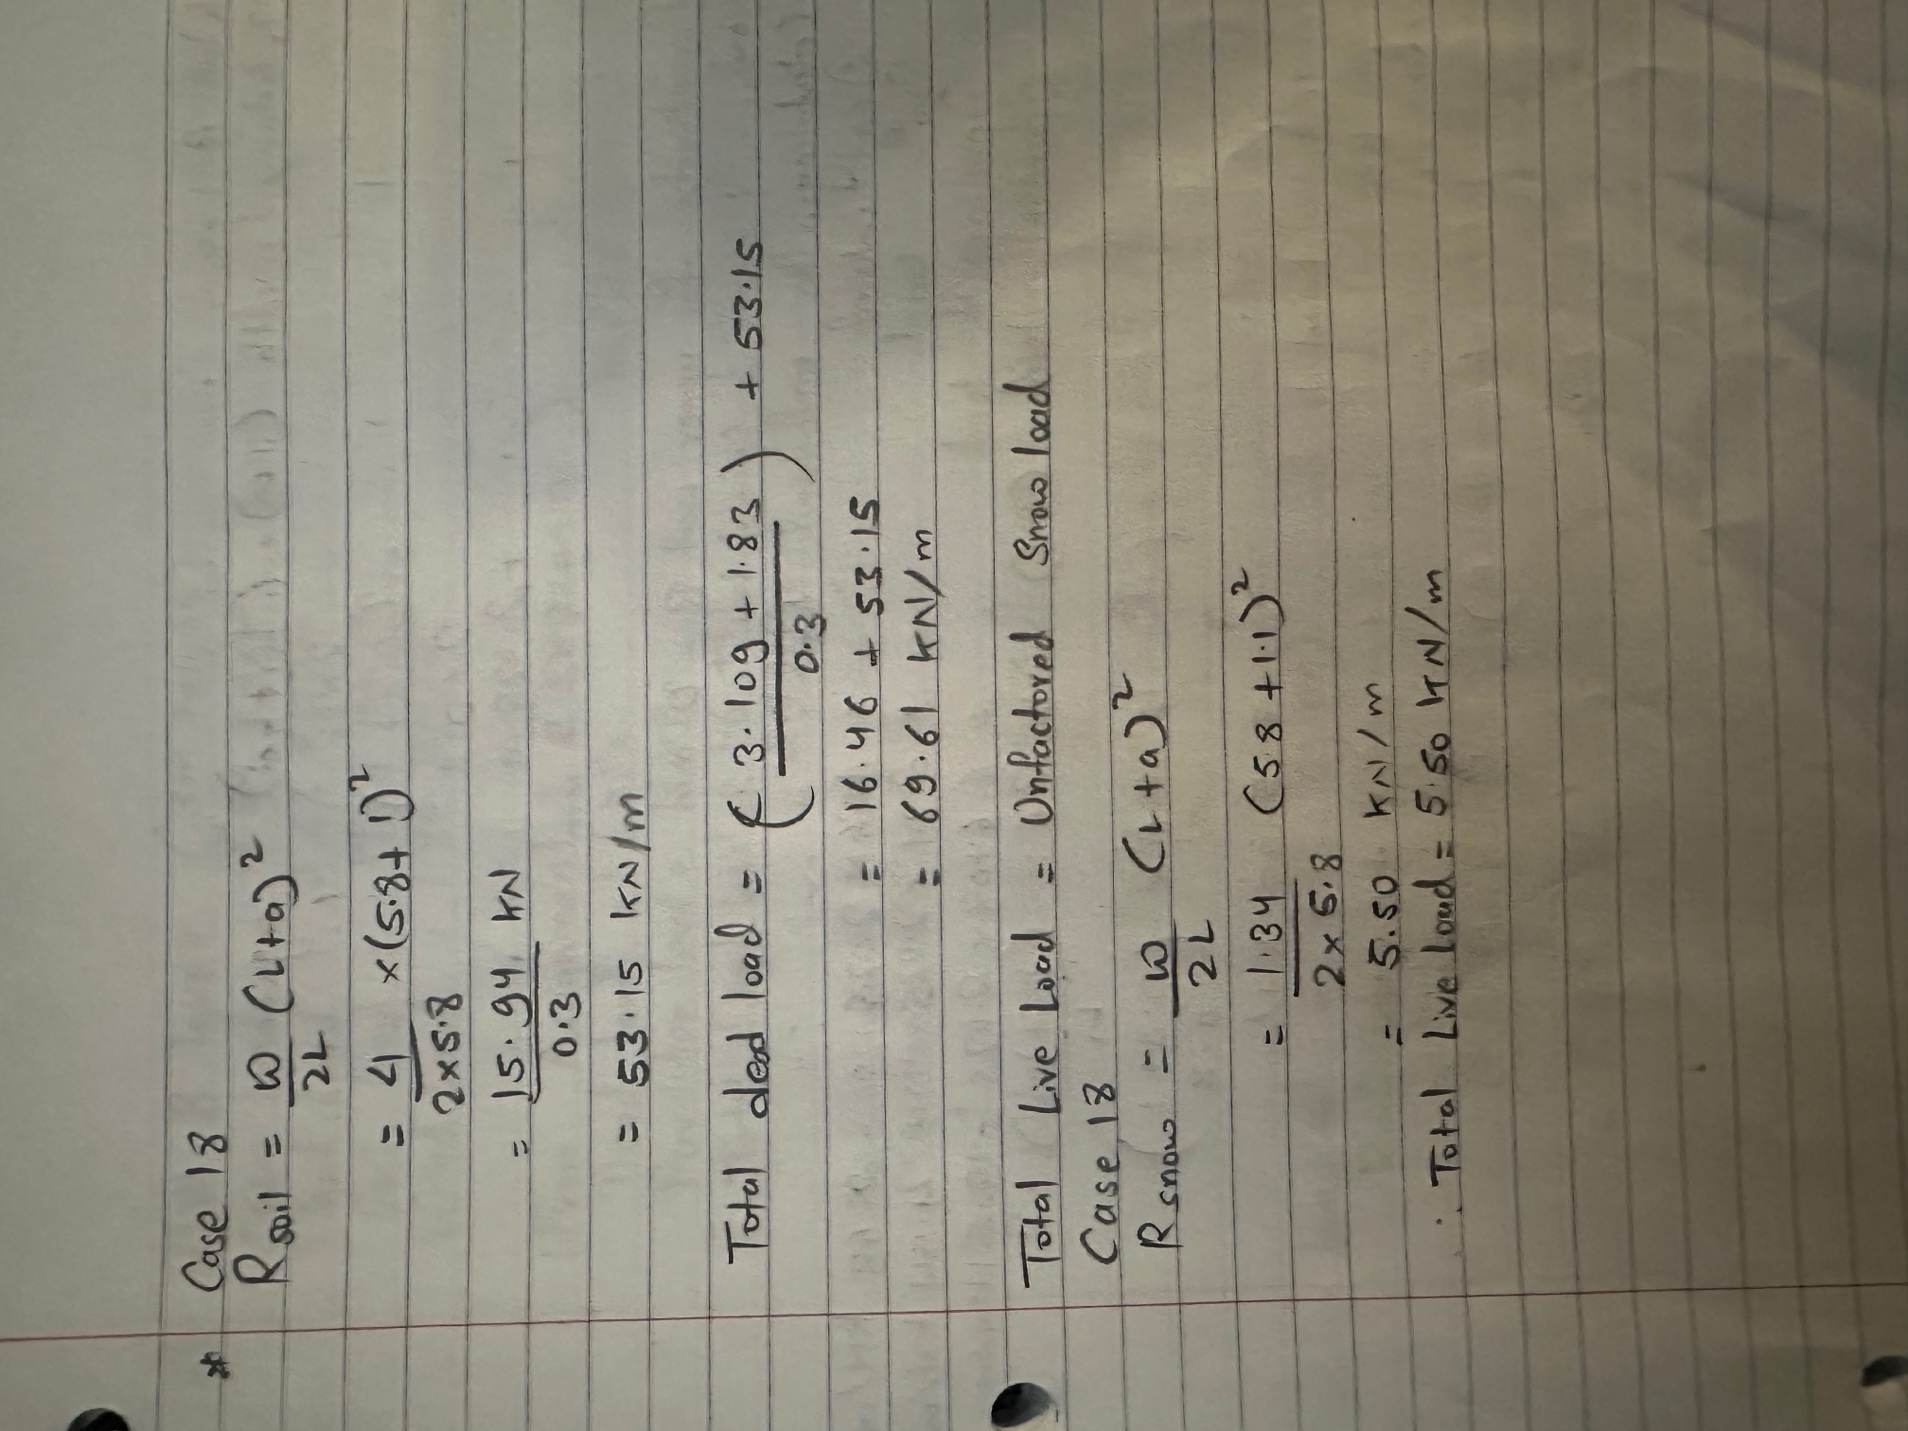 * Case 18
R soil = ω/2L (L+a)²
= 4/2×5.8 ×(5.8+1)²
= 15.94/0.3 kN
= 53.15 kN/m
Total ded load = (3.109+1.83/0.3) + 53.15
= 16.46 + 53.15
= 69.61 kN/m
Total Live Load = Unfactored Snow load
Case 18
R snow = ω/2L (L+a)²
= 1.34/2×5.8 (5.8+1.1)²
= 5.50 kN/m
∴ Total Live load = 5.50 kN/m